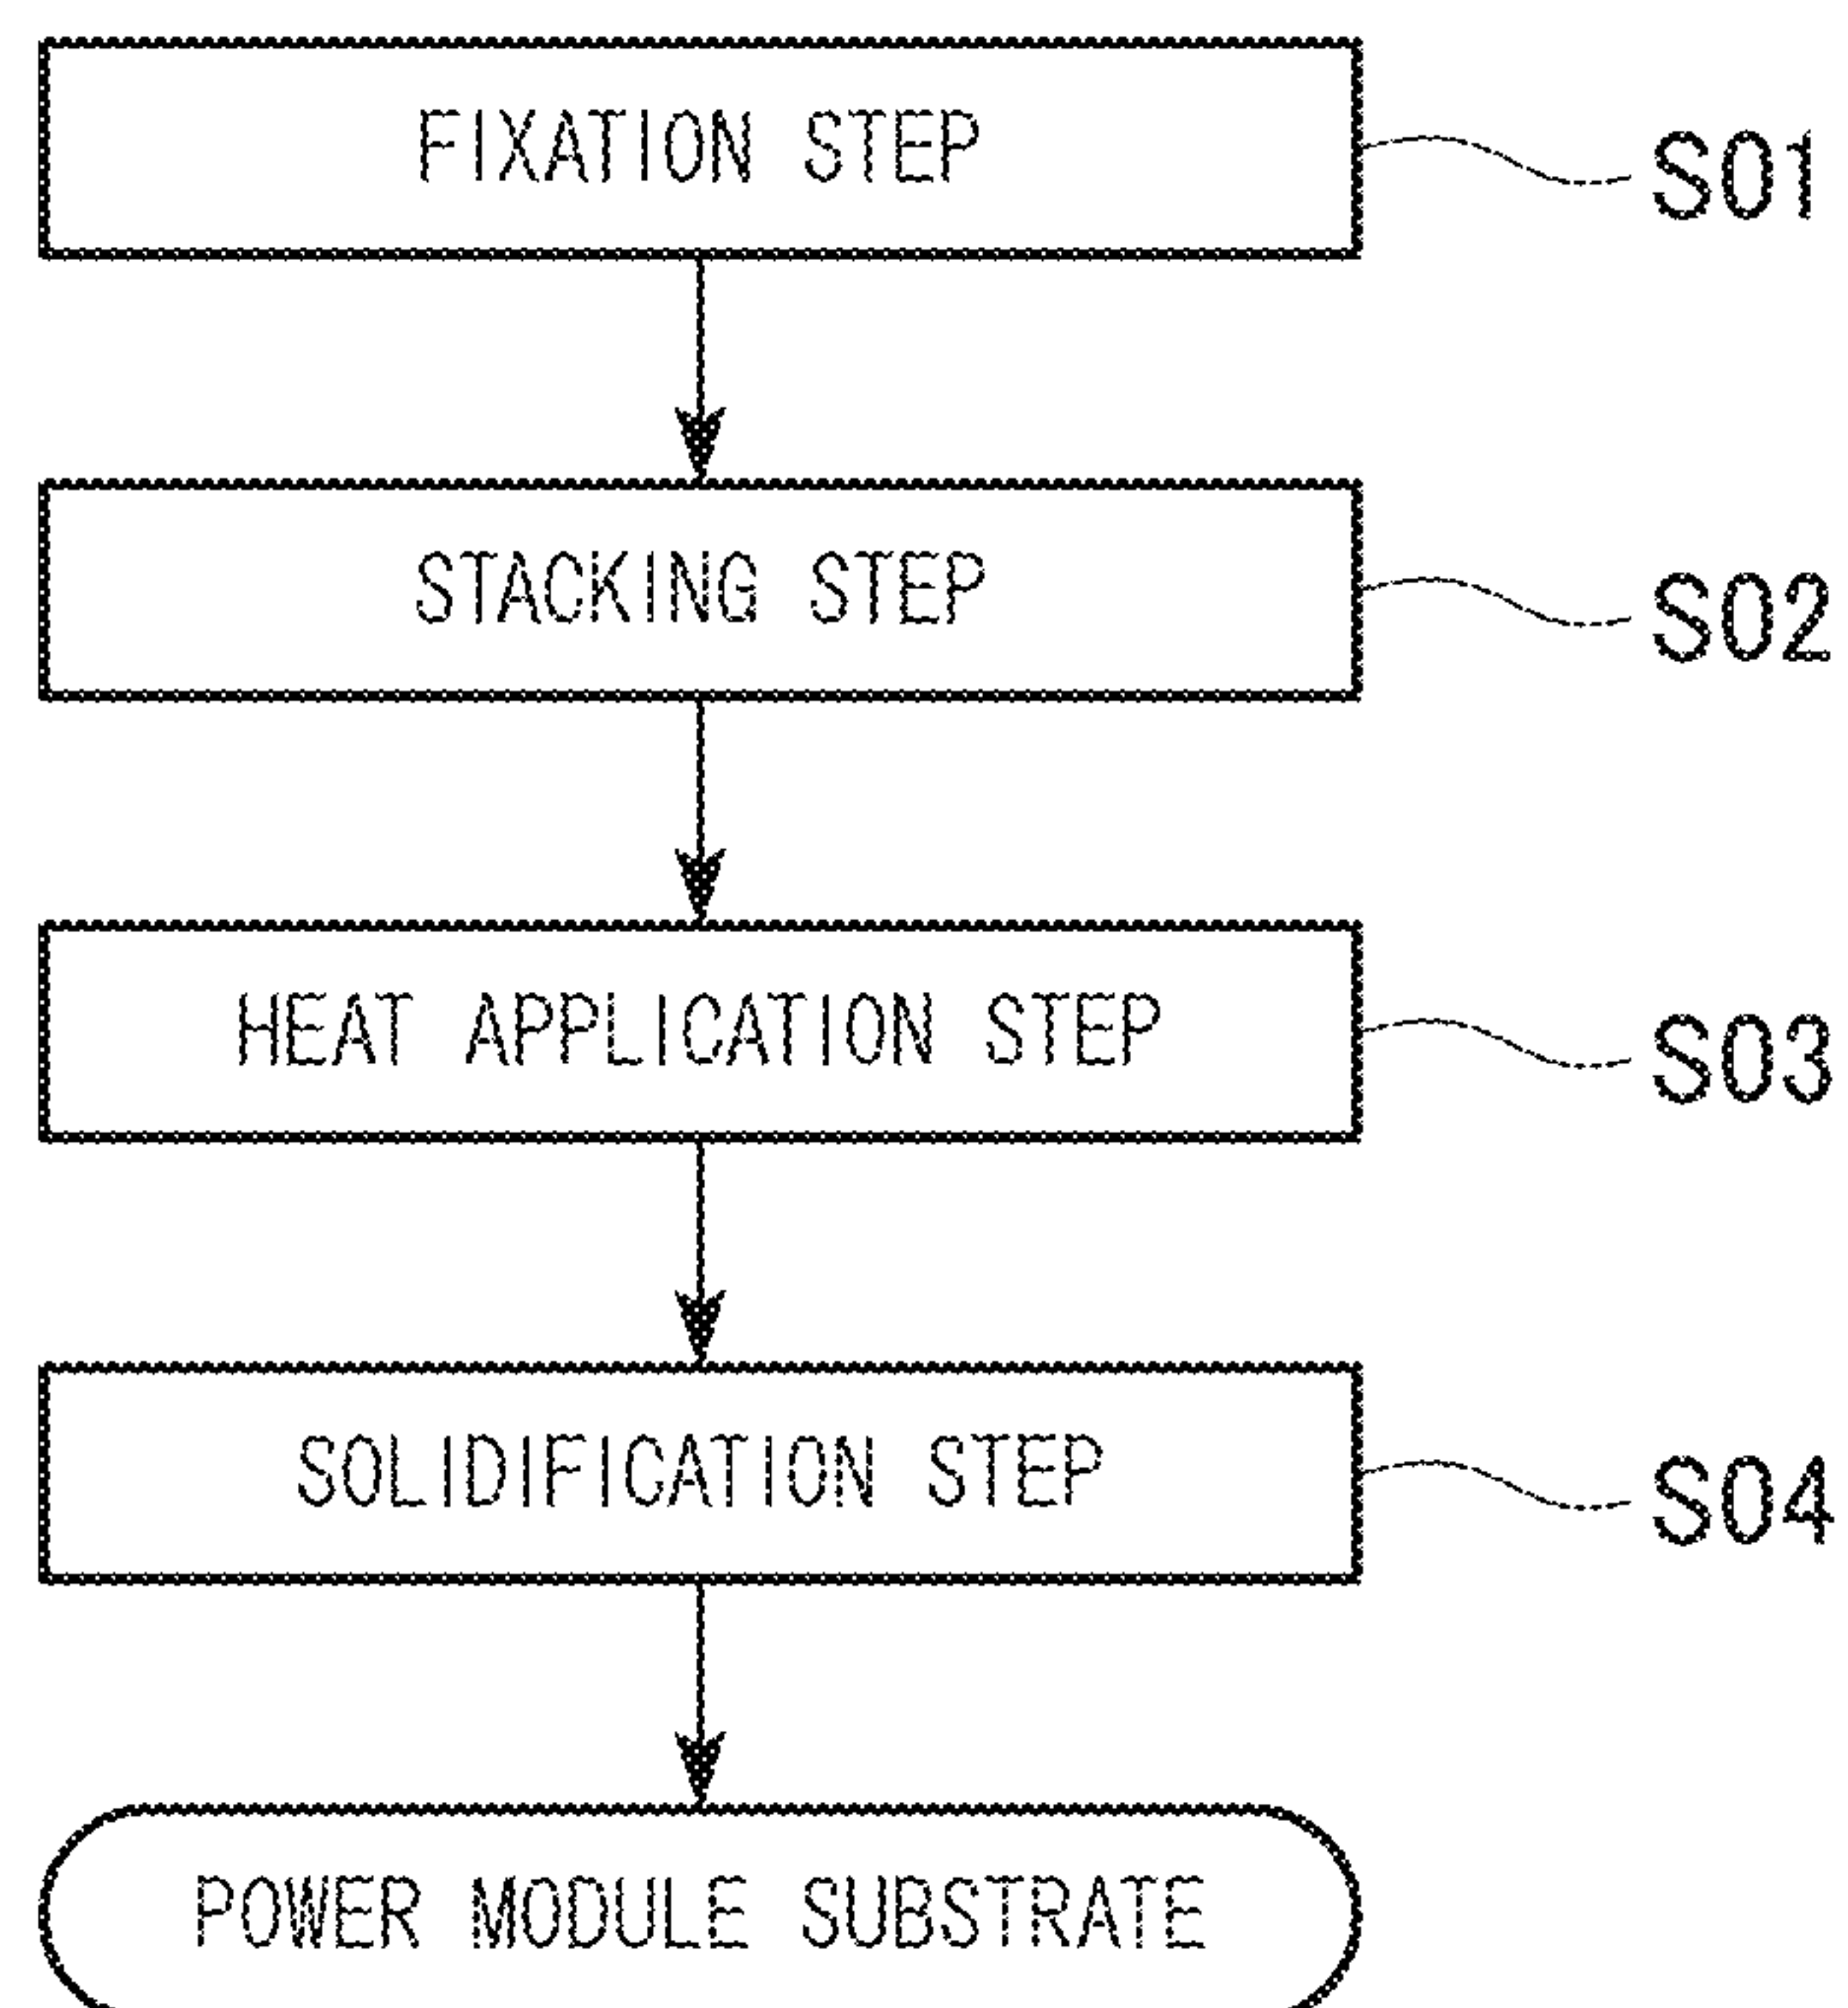 FIXATION STEP
S01
STACKING STEP
S02
HEAT APPLICATION STEP
S03
SOLIDIFICATION STEP
S04
POWER MODULE SUBSTRATE